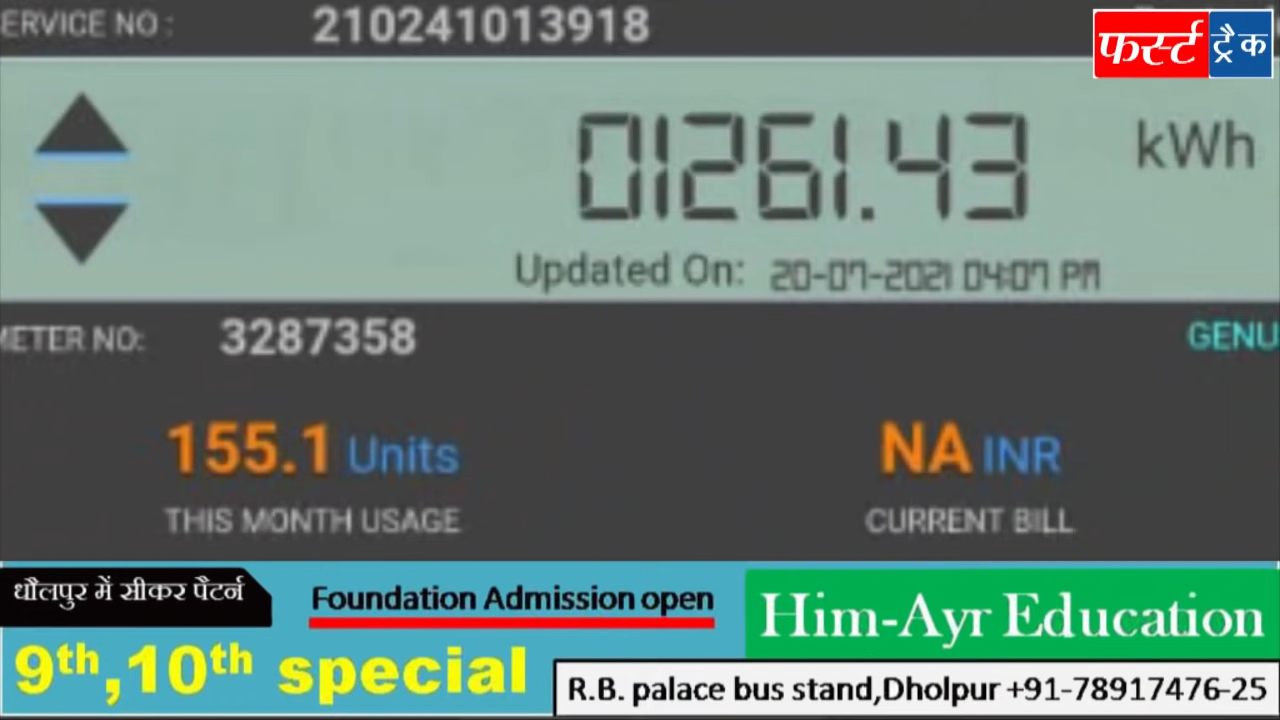 ERVICE NO : 210241013918
फर्स्ट ट्रैक
01261.43 kWh
Updated On: 20-07-2021 04:07 PM
METER NO: 3287358 GENU
155.1 Units NA INR
THIS MONTH USAGE CURRENT BILL
धौलपुर में सीकर पैटर्न
Foundation Admission open
Him-Ayr Education
9th,10th special
R.B. palace bus stand,Dholpur +91-78917476-25